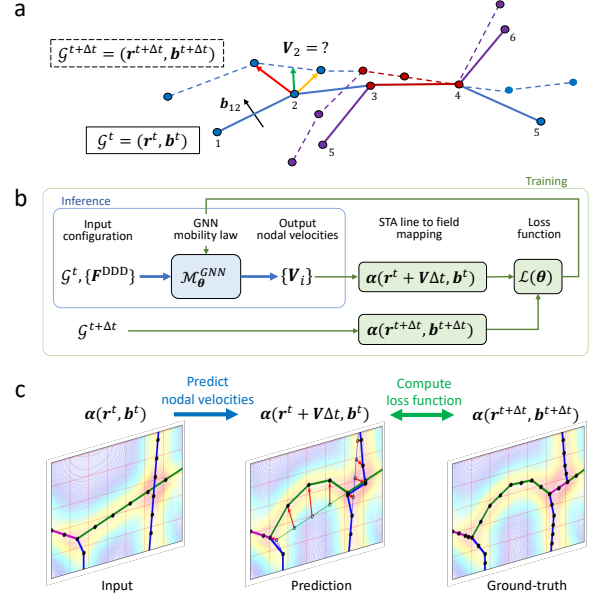 a
𝒢^{t+Δt} = (r^{t+Δt}, b^{t+Δt})
V_2 = ?
6
b_{12}
2
3
4
1
5
5
𝒢^t = (r^t, b^t)
b
Training
Inference
Input configuration
GNN mobility law
Output nodal velocities
STA line to field mapping
Loss function
𝒢^t, {F^{DDD}}
ℳ_θ^{GNN}
{V_i}
α(r^t + VΔt, b^t)
ℒ(θ)
𝒢^{t+Δt}
α(r^{t+Δt}, b^{t+Δt})
c
Predict nodal velocities
Compute loss function
α(r^t, b^t)
α(r^t + VΔt, b^t)
α(r^{t+Δt}, b^{t+Δt})
Input
Prediction
Ground-truth